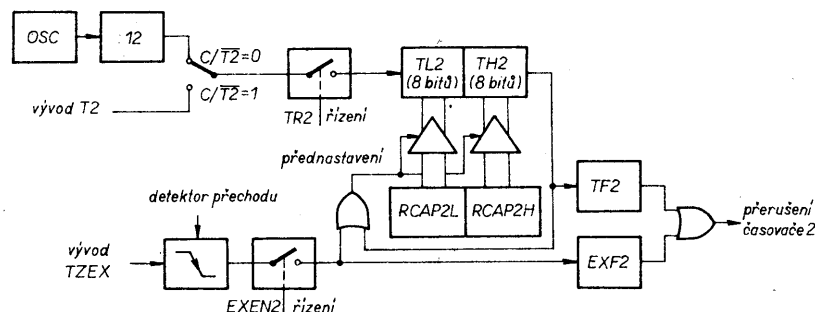 OSC
12
C/T2=0
C/T2=1
vývod T2
TR2 řízení
TL2
(8 bitů)
TH2
(8 bitů)
přednastavení
RCAP2L
RCAP2H
TF2
přerušení
časovače 2
detektor přechodu
vývod
TZEX
EXEN2 řízení
EXF2